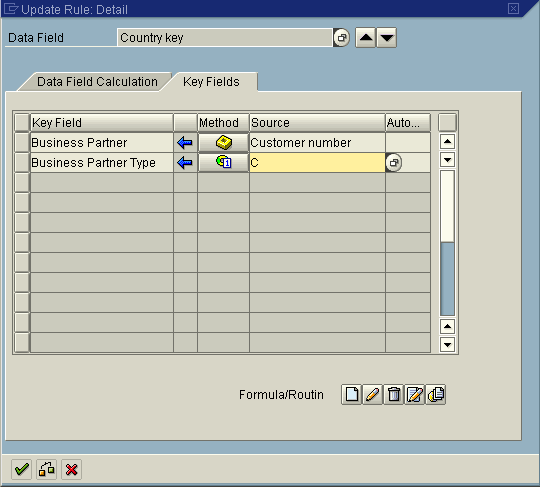 Update Rule: Detail
Data Field Country key
Data Field Calculation Key Fields
Key Field Method Source Auto...
Business Partner Customer number
Business Partner Type 1 C
Formula/Routin